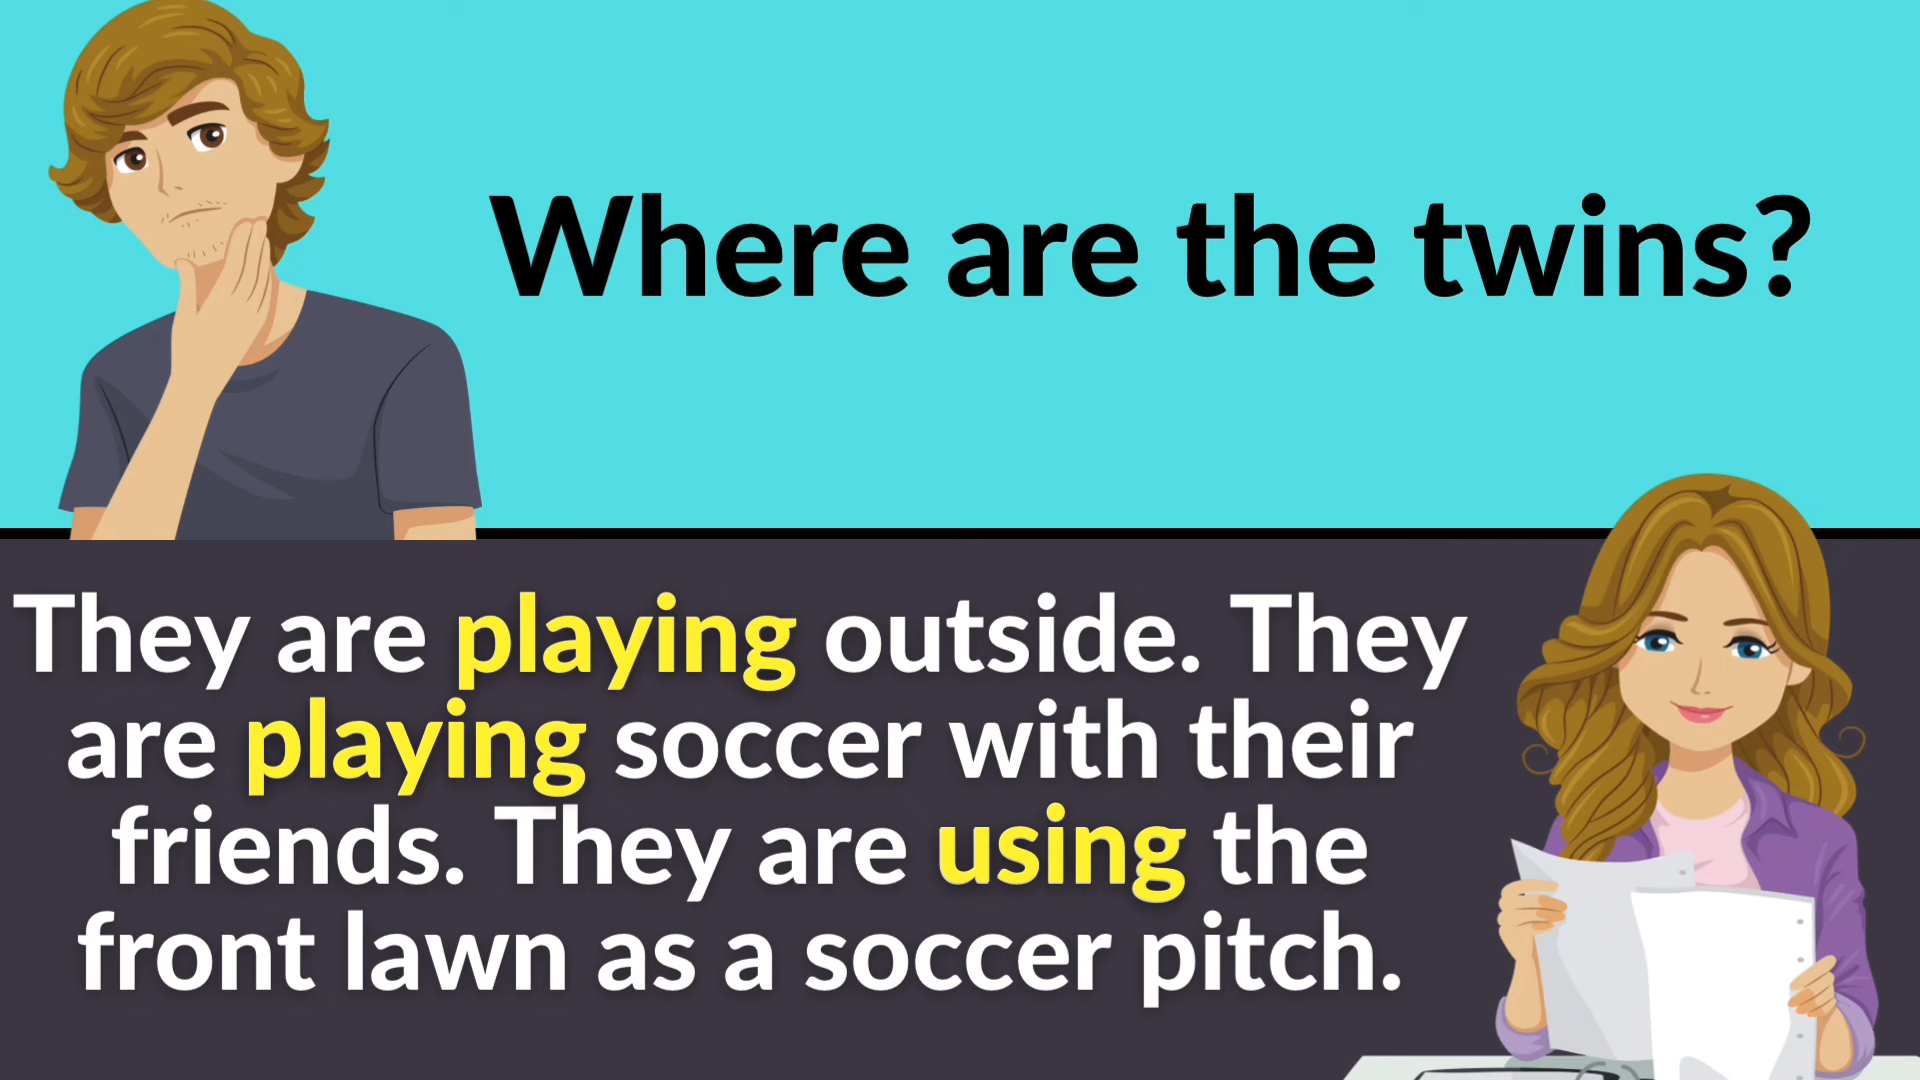 Where are the twins?
They are playing outside. They
are playing soccer with their
friends. They are using the
front lawn as a soccer pitch.